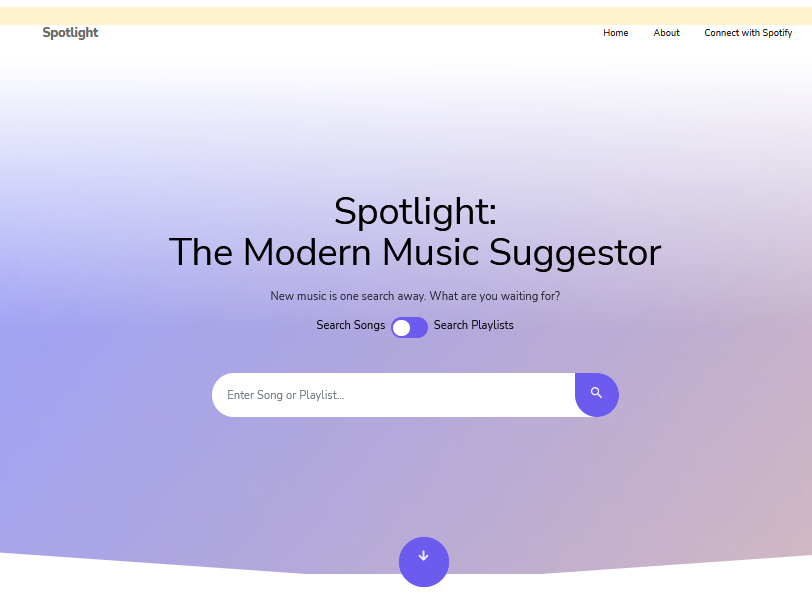 Spotlight
Home About Connect with Spotify
Spotlight:
The Modern Music Suggestor
New music is one search away. What are you waiting for?
Search Songs Search Playlists
Enter Song or Playlist...